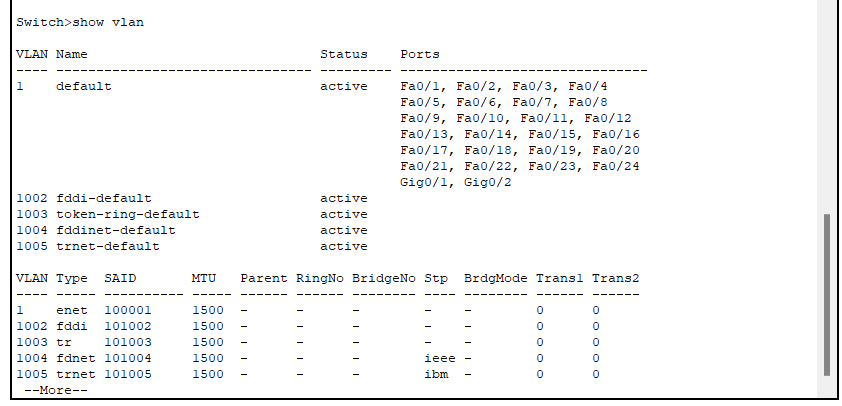 Switch>show vlan
VLAN Name                             Status    Ports
---- -------------------------------- --------- -------------------------------
1    default                          active    Fa0/1, Fa0/2, Fa0/3, Fa0/4
                                                Fa0/5, Fa0/6, Fa0/7, Fa0/8
                                                Fa0/9, Fa0/10, Fa0/11, Fa0/12
                                                Fa0/13, Fa0/14, Fa0/15, Fa0/16
                                                Fa0/17, Fa0/18, Fa0/19, Fa0/20
                                                Fa0/21, Fa0/22, Fa0/23, Fa0/24
                                                Gig0/1, Gig0/2
1002 fddi-default                     active
1003 token-ring-default               active
1004 fddinet-default                  active
1005 trnet-default                    active
VLAN Type  SAID       MTU   Parent RingNo BridgeNo Stp  BrdgMode Trans1 Trans2
---- ----- ---------- ----- ------ ------ -------- ---- -------- ------ ------
1    enet  100001     1500  -      -      -        -    -        0      0
1002 fddi  101002     1500  -      -      -        -    -        0      0
1003 tr    101003     1500  -      -      -        -    -        0      0
1004 fdnet 101004     1500  -      -      -        ieee -        0      0
1005 trnet 101005     1500  -      -      -        ibm  -        0      0
 --More--